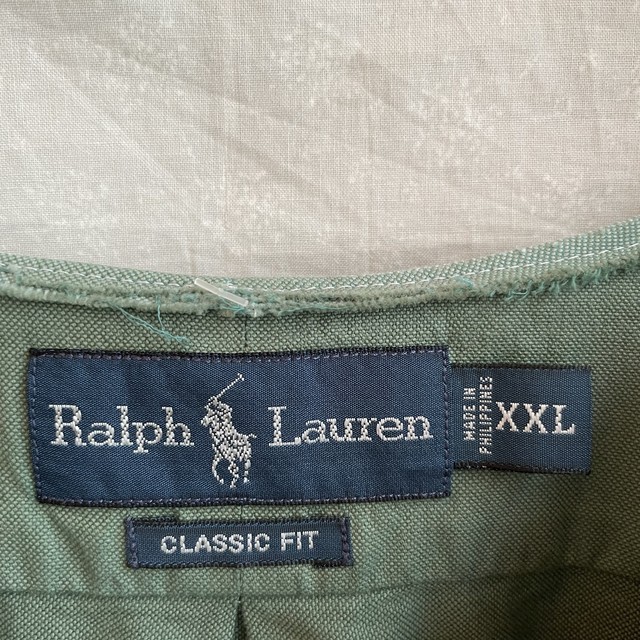 Ralph Lauren
MADE IN
PHILIPPINES
XXL
CLASSIC FIT